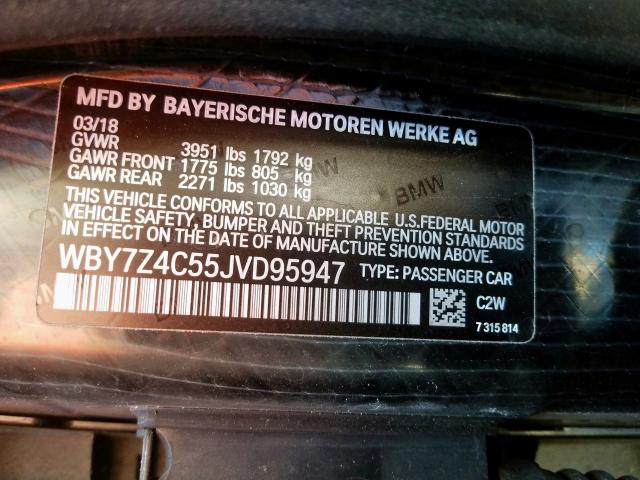 MFD BY BAYERISCHE MOTOREN WERKE AG
03/18
GVWR 3951 lbs 1792 kg
GAWR FRONT 1775 lbs 805 kg
GAWR REAR 2271 lbs 1030 kg
THIS VEHICLE CONFORMS TO ALL APPLICABLE U.S.FEDERAL MOTOR
VEHICLE SAFETY, BUMPER AND THEFT PREVENTION STANDARDS
IN EFFECT ON THE DATE OF MANUFACTURE SHOWN ABOVE.
WBY7Z4C55JVD95947 TYPE: PASSENGER CAR
C2W
7 315 814
BMW